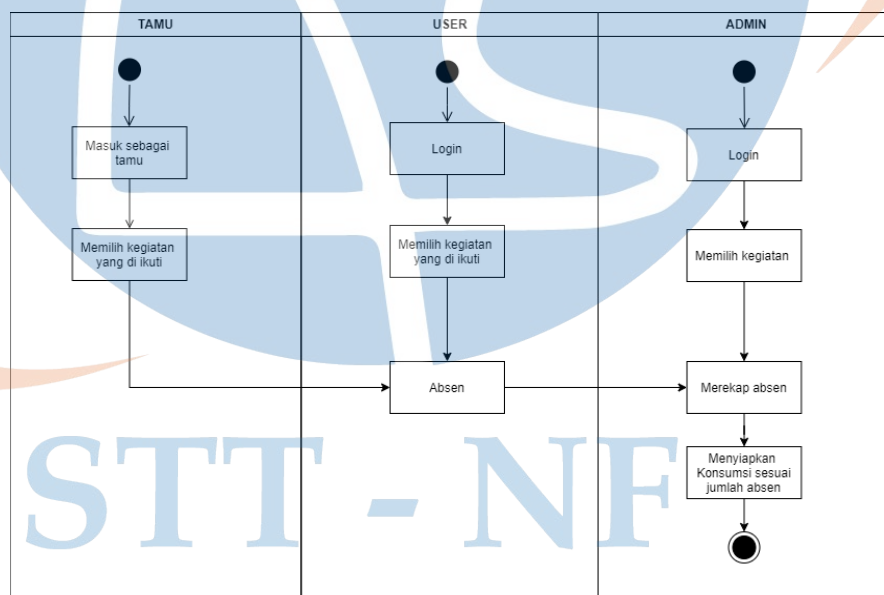 TAMU
USER
ADMIN
Masuk sebagai
tamu
Memilih kegiatan
yang di ikuti
Login
Memilih kegiatan
yang di ikuti
Absen
Login
Memilih kegiatan
Merekap absen
Menyiapkan
Konsumsi sesuai
jumlah absen
STT - NF